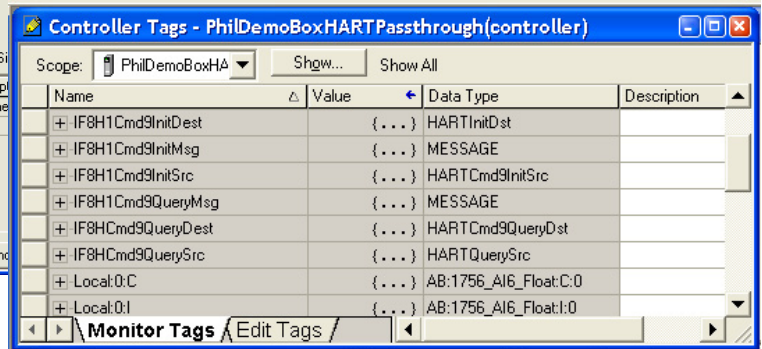 Controller Tags - PhilDemoBoxHARTPassthrough(controller)
Scope: PhilDemoBoxHA Show... Show All
Name Value Data Type Description
IF8H1Cmd9InitDest {...} HARTInitDst
IF8H1Cmd9InitMsg {...} MESSAGE
IF8H1Cmd9InitSrc {...} HARTCmd9InitSrc
IF8H1Cmd9QueryMsg {...} MESSAGE
IF8HCmd9QueryDest {...} HARTCmd9QueryDst
IF8HCmd9QuerySrc {...} HARTQuerySrc
Local:0:C {...} AB:1756_AI6_Float:C:0
Local:0:I {...} AB:1756_AI6_Float:I:0
Monitor Tags Edit Tags